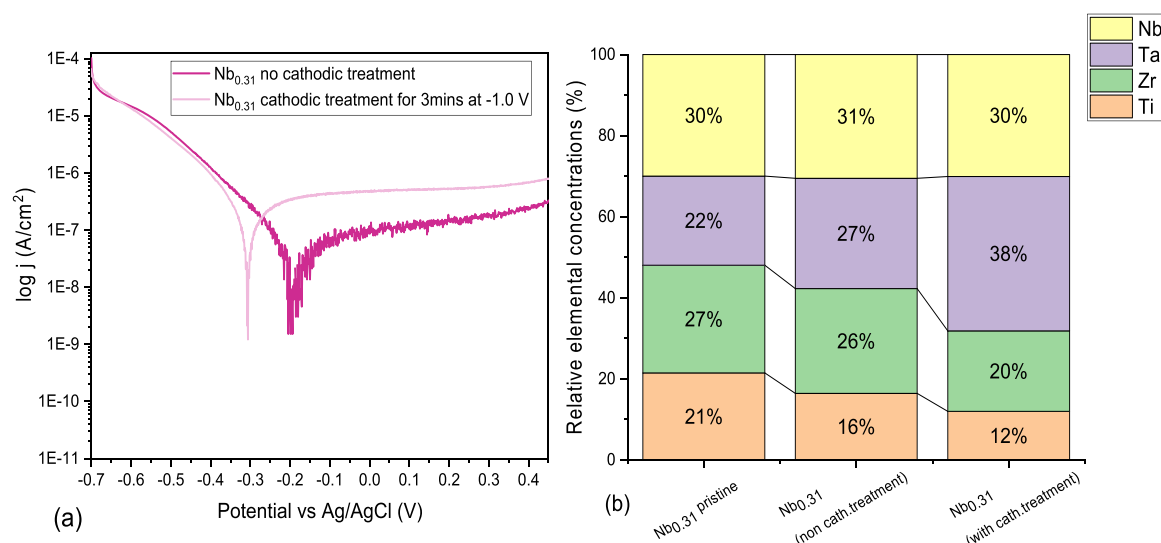 1E-4
1E-5
1E-6
1E-7
1E-8
1E-9
1E-10
1E-11
log j (A/cm²)
Nb₀.₃₁ no cathodic treatment
Nb₀.₃₁ cathodic treatment for 3mins at -1.0 V
-0.7 -0.6 -0.5 -0.4 -0.3 -0.2 -0.1 0.0 0.1 0.2 0.3 0.4
Potential vs Ag/AgCl (V)
(a)
Nb
Ta
Zr
Ti
100
80
60
40
20
0
Relative elemental concentrations (%)
30% 31% 30%
22% 27% 38%
27% 26% 20%
21% 16% 12%
Nb₀.₃₁ pristine
Nb₀.₃₁
(non cath.treatment)
Nb₀.₃₁
(with cath.treatment)
(b)